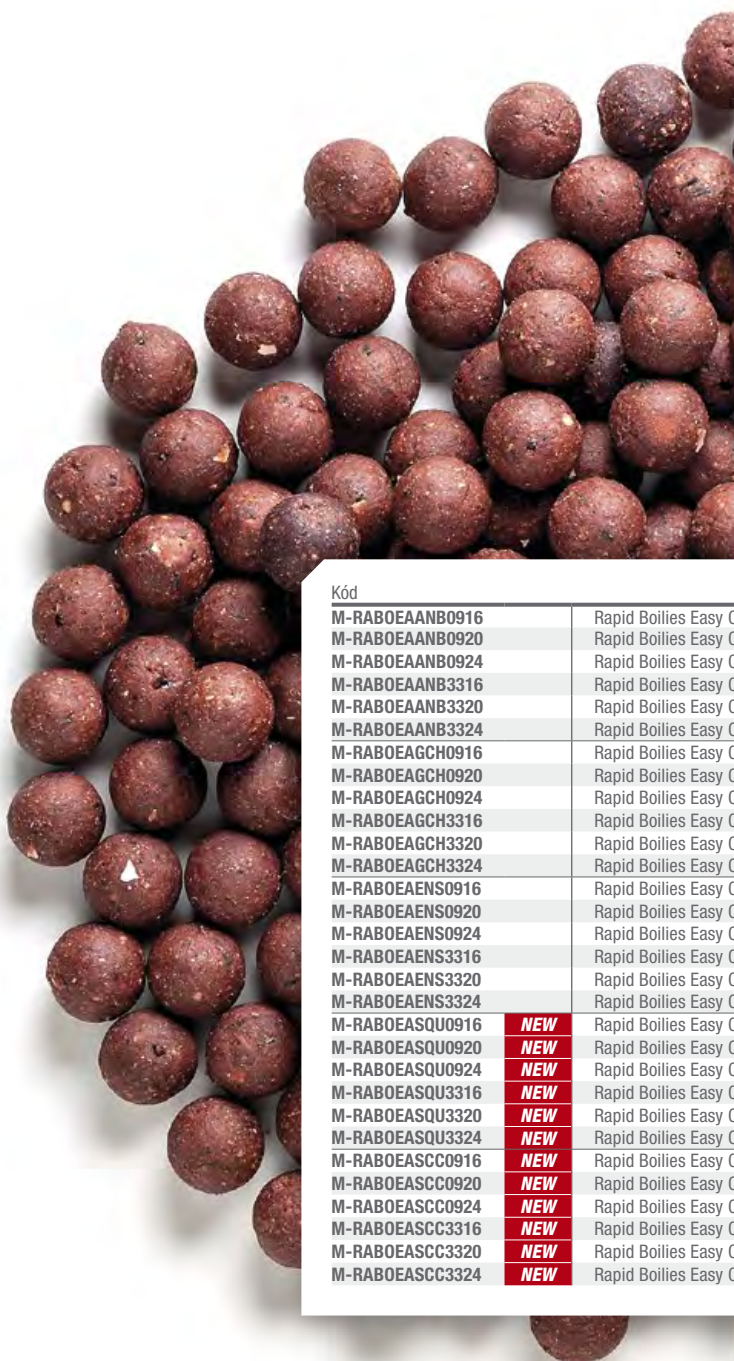 Kód
M-RABOEAANB0916 Rapid Boilies Easy
M-RABOEAANB0920 Rapid Boilies Easy
M-RABOEAANB0924 Rapid Boilies Easy
M-RABOEAANB3316 Rapid Boilies Easy
M-RABOEAANB3320 Rapid Boilies Easy
M-RABOEAANB3324 Rapid Boilies Easy
M-RABOEAGCH0916 Rapid Boilies Easy
M-RABOEAGCH0920 Rapid Boilies Easy
M-RABOEAGCH0924 Rapid Boilies Easy
M-RABOEAGCH3316 Rapid Boilies Easy
M-RABOEAGCH3320 Rapid Boilies Easy
M-RABOEAGCH3324 Rapid Boilies Easy
M-RABOEAENS0916 Rapid Boilies Easy
M-RABOEAENS0920 Rapid Boilies Easy
M-RABOEAENS0924 Rapid Boilies Easy
M-RABOEAENS3316 Rapid Boilies Easy
M-RABOEAENS3320 Rapid Boilies Easy
M-RABOEAENS3324 Rapid Boilies Easy
M-RABOEASQU0916 NEW Rapid Boilies Easy
M-RABOEASQU0920 NEW Rapid Boilies Easy
M-RABOEASQU0924 NEW Rapid Boilies Easy
M-RABOEASQU3316 NEW Rapid Boilies Easy
M-RABOEASQU3320 NEW Rapid Boilies Easy
M-RABOEASQU3324 NEW Rapid Boilies Easy
M-RABOEASCC0916 NEW Rapid Boilies Easy
M-RABOEASCC0920 NEW Rapid Boilies Easy
M-RABOEASCC0924 NEW Rapid Boilies Easy
M-RABOEASCC3316 NEW Rapid Boilies Easy
M-RABOEASCC3320 NEW Rapid Boilies Easy
M-RABOEASCC3324 NEW Rapid Boilies Easy